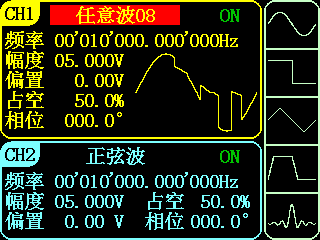 CH1 任意波08 ON
频率 00'010'000.000'000Hz
幅度 05.000V
偏置 0.00V
占空 50.0%
相位 000.0°
CH2 正弦波 ON
频率 00'010'000.000'000Hz
幅度 05.000V 占空 50.0%
偏置 0.00 V 相位 000.0°